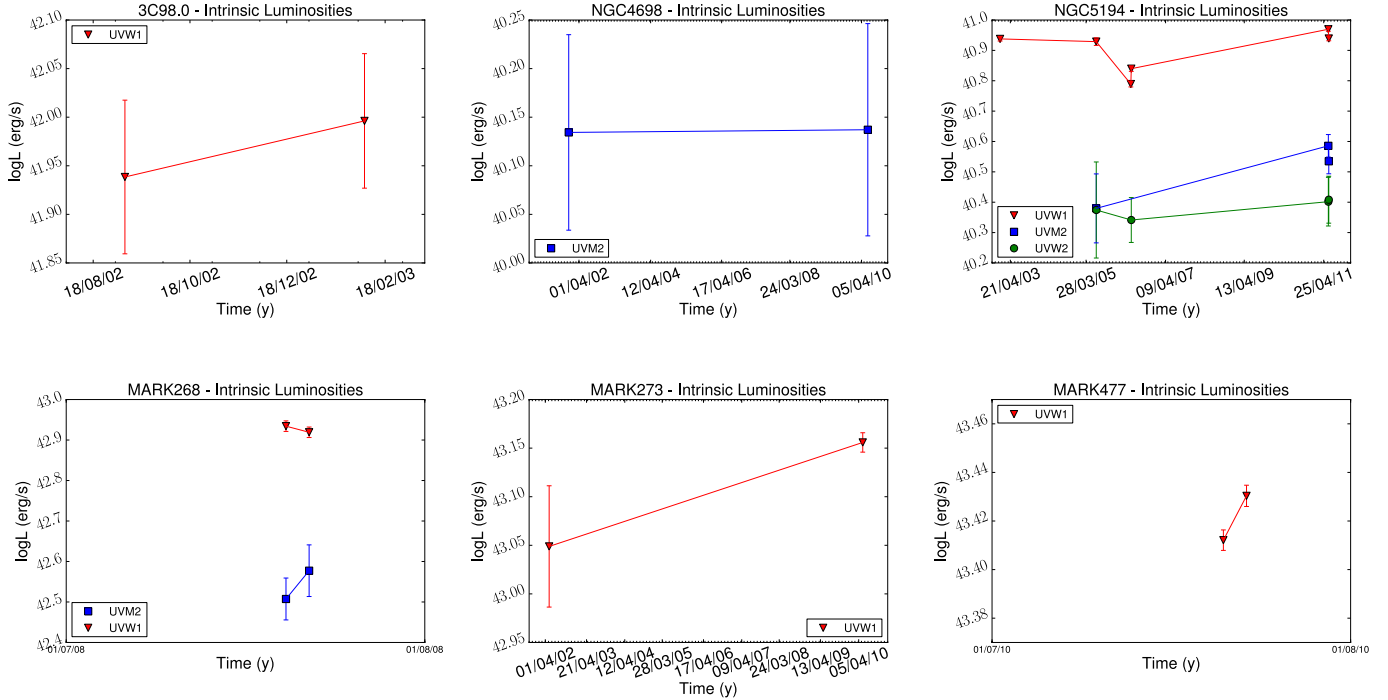 3C98.0 - Intrinsic Luminosities
UVW1
logL (erg/s)
42.10
42.05
42.00
41.95
41.90
41.85
18/08/02 18/10/02 18/12/02 18/02/03
Time (y)
NGC4698 - Intrinsic Luminosities
logL (erg/s)
40.25
40.20
40.15
40.10
40.05
40.00
UVM2
01/04/02 12/04/04 17/04/06 24/03/08 05/04/10
Time (y)
NGC5194 - Intrinsic Luminosities
logL (erg/s)
41.0
40.9
40.8
40.7
40.6
40.5
40.4
40.3
40.2
UVW1
UVM2
UVW2
21/04/03 28/03/05 09/04/07 13/04/09 25/04/11
Time (y)
MARK268 - Intrinsic Luminosities
logL (erg/s)
43.0
42.9
42.8
42.7
42.6
42.5
42.4
UVM2
UVW1
01/07/08 01/08/08
Time (y)
MARK273 - Intrinsic Luminosities
logL (erg/s)
43.20
43.15
43.10
43.05
43.00
42.95
UVW1
01/04/02 21/04/03 12/04/04 28/03/05 17/04/06 09/04/07 24/03/08 13/04/09 05/04/10
Time (y)
MARK477 - Intrinsic Luminosities
UVW1
logL (erg/s)
43.46
43.44
43.42
43.40
43.38
01/07/10 01/08/10
Time (y)